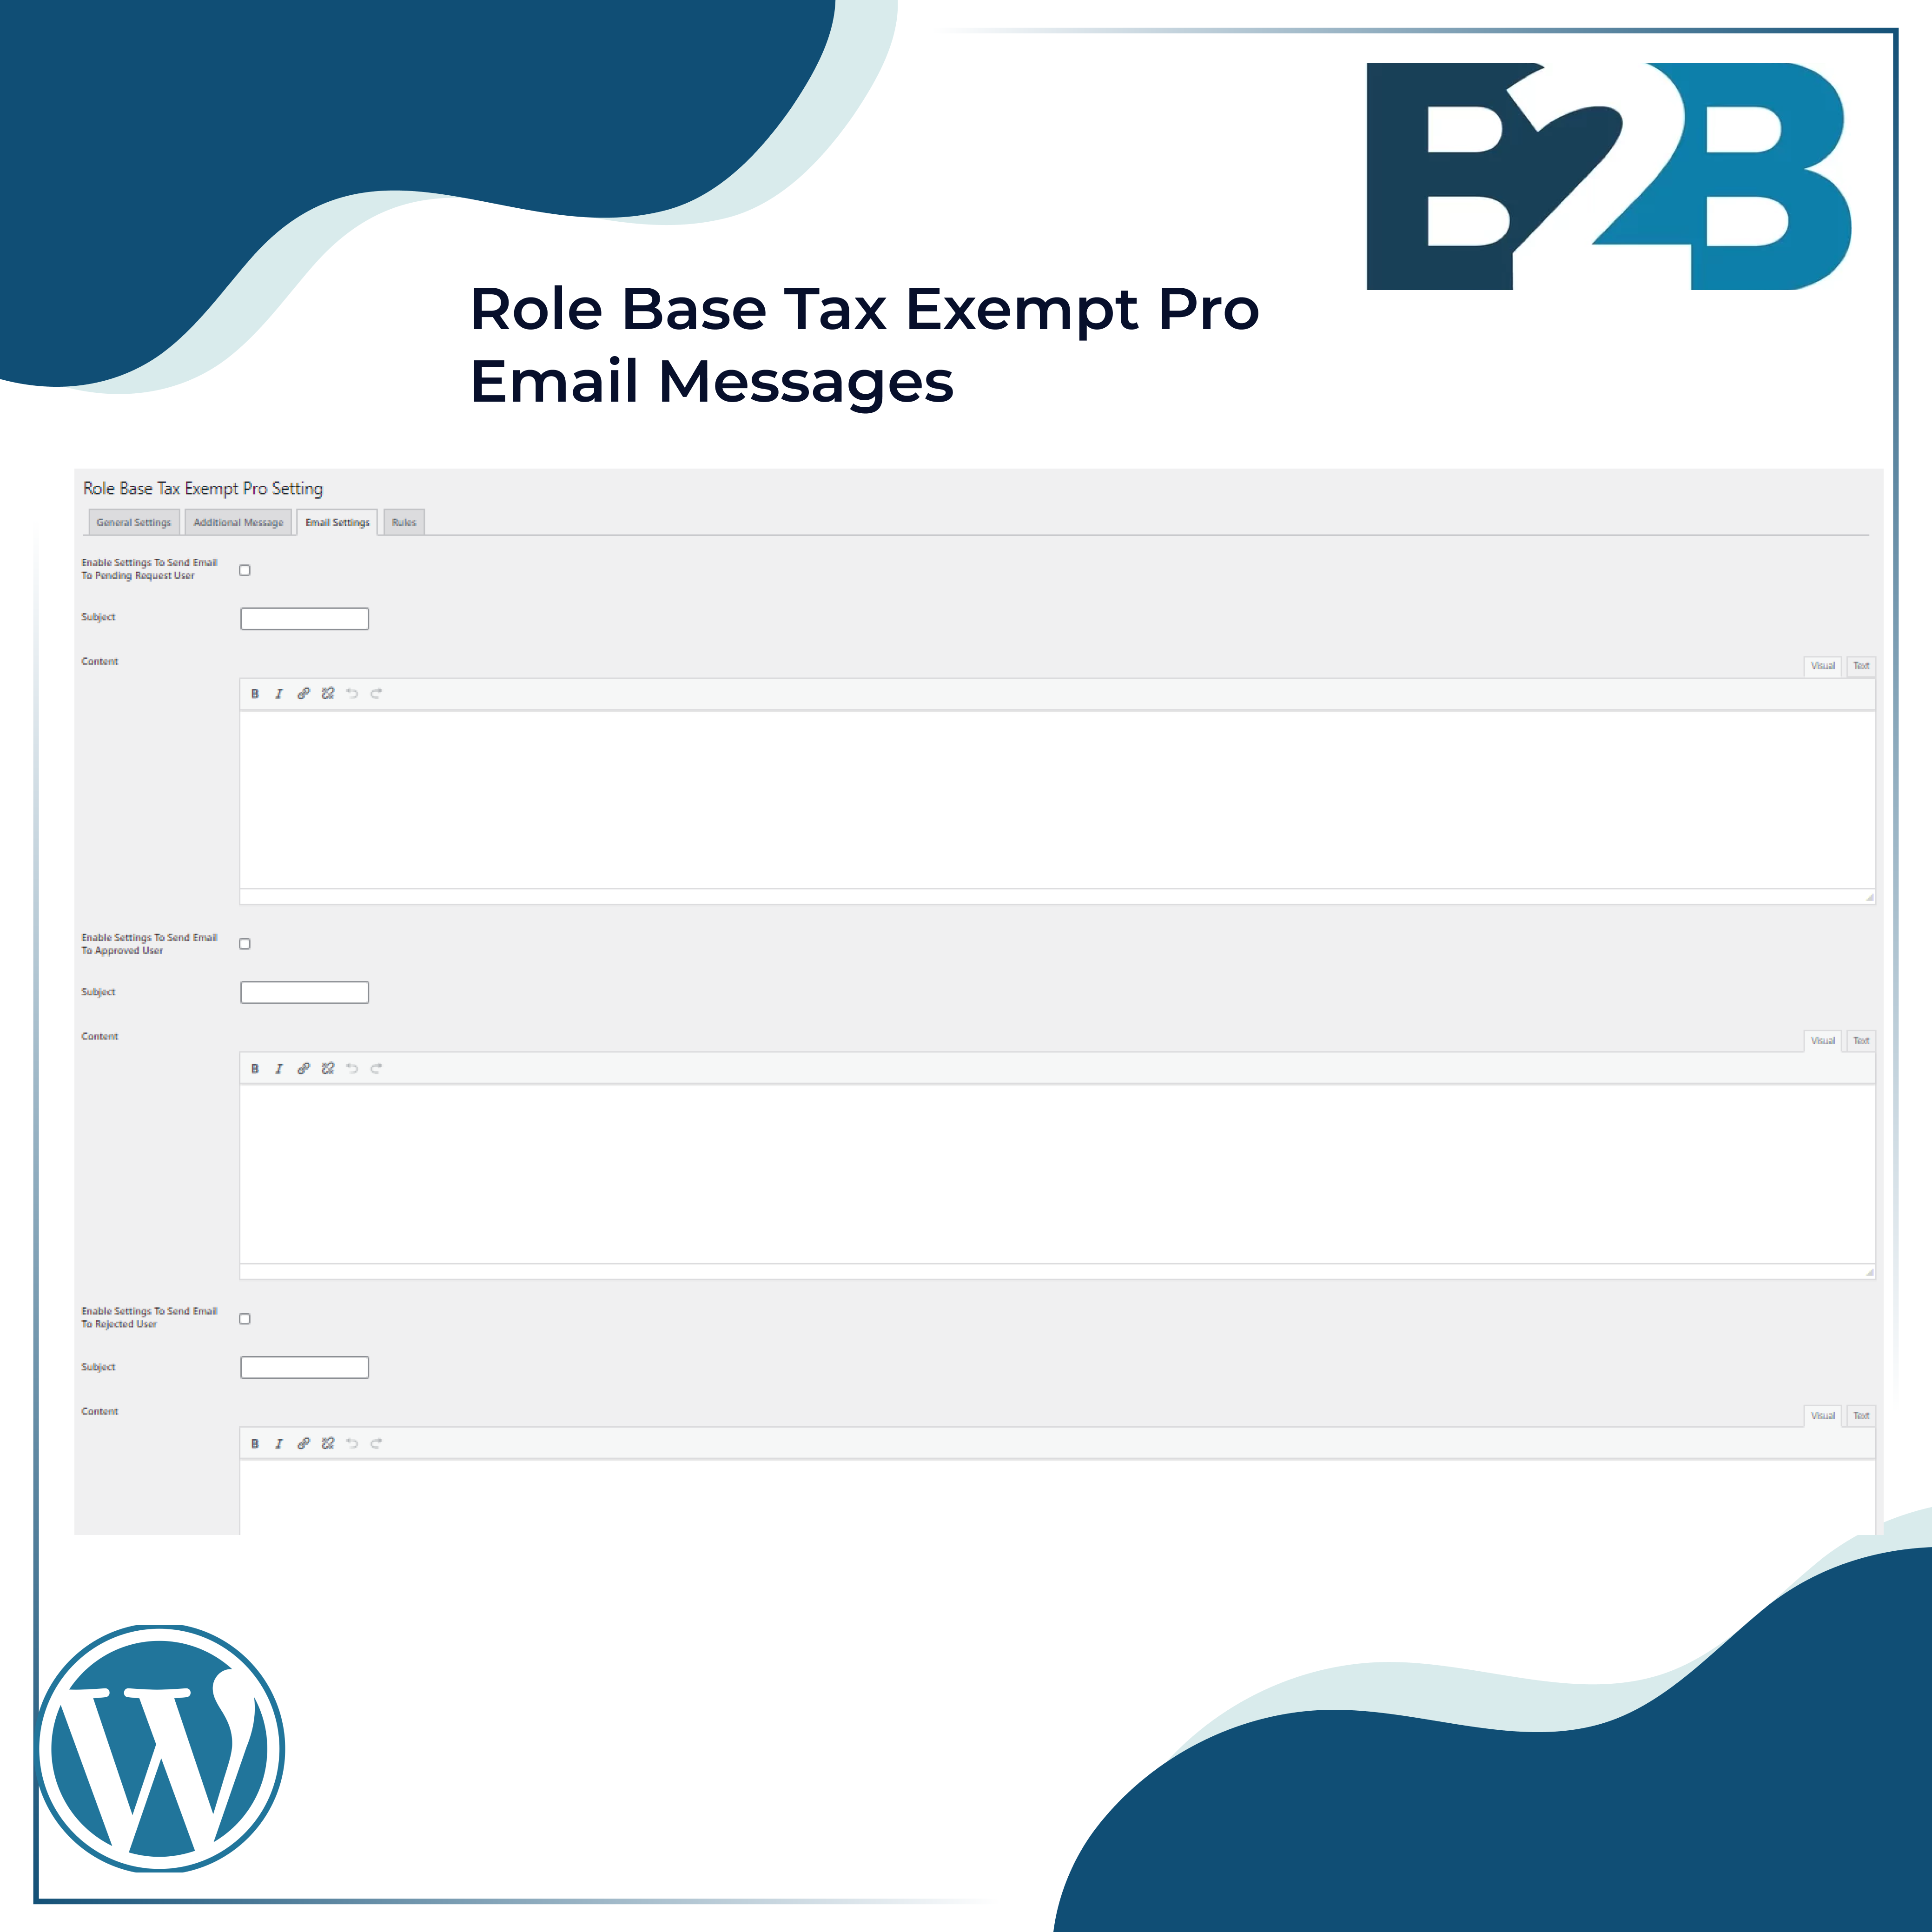 B2B
Role Base Tax Exempt Pro
Email Messages
Role Base Tax Exempt Pro Setting
General Settings Additional Message Email Settings Rules
Enable Settings To Send Email
To Pending Request User
Subject
Content
Visual Text
B I
Enable Settings To Send Email
To Approved User
Subject
Content
Visual Text
B I
Enable Settings To Send Email
To Rejected User
Subject
Content
Visual Text
B I
W